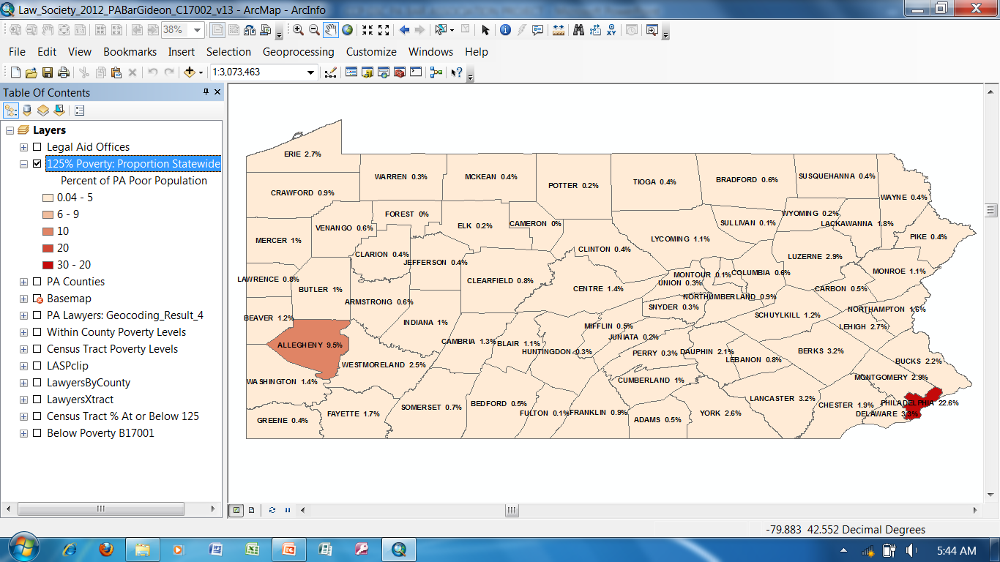 Law_Society_2012_PABarGideon_C17002_v13 - ArcMap - ArcInfo
38%
File Edit View Bookmarks Insert Selection Geoprocessing Customize Windows Help
1:3,073,463
Table Of Contents
Layers
Legal Aid Offices
125% Poverty: Proportion Statewide
Percent of PA Poor Population
0.04 - 5
6 - 9
10
20
30 - 20
PA Counties
Basemap
PA Lawyers: Geocoding_Result_4
Within County Poverty Levels
Census Tract Poverty Levels
LASPclip
LawyersByCounty
LawyersXtract
Census Tract % At or Below 125
Below Poverty B17001
ERIE 2.7%
CRAWFORD 0.9%
WARREN 0.3%
MCKEAN 0.4%
POTTER 0.2%
TIOGA 0.4%
BRADFORD 0.6%
SUSQUEHANNA 0.4%
WAYNE 0.4%
FOREST 0%
VENANGO 0.6%
ELK 0.2%
CAMERON 0%
SULLIVAN 0.1%
WYOMING 0.2%
LACKAWANNA 1.8%
PIKE 0.4%
MERCER 1%
CLARION 0.4%
JEFFERSON 0.4%
CLINTON 0.4%
LYCOMING 1.1%
LUZERNE 2.9%
MONROE 1.1%
LAWRENCE 0.8%
BUTLER 1%
ARMSTRONG 0.6%
CLEARFIELD 0.8%
CENTRE 1.4%
MONTOUR 0.1%
UNION 0.3%
COLUMBIA 0.6%
NORTHUMBERLAND 0.9%
CARBON 0.5%
SNYDER 0.3%
SCHUYLKILL 1.2%
NORTHAMPTON 1.6%
BEAVER 1.2%
INDIANA 1%
MIFFLIN 0.5%
JUNIATA 0.2%
LEHIGH 2.7%
ALLEGHENY 9.5%
CAMBRIA 1.3%
BLAIR 1.1%
HUNTINGDON 0.3%
PERRY 0.3%
DAUPHIN 2.1%
LEBANON 0.8%
BERKS 3.2%
BUCKS 2.2%
WESTMORELAND 2.5%
WASHINGTON 1.4%
CUMBERLAND 1%
MONTGOMERY 2.9%
GREENE 0.4%
FAYETTE 1.7%
SOMERSET 0.7%
BEDFORD 0.5%
FULTON 0.1%
FRANKLIN 0.9%
ADAMS 0.5%
YORK 2.6%
LANCASTER 3.2%
CHESTER 1.9%
PHILADELPHIA 22.6%
DELAWARE
-79.883 42.552 Decimal Degrees
5:44 AM